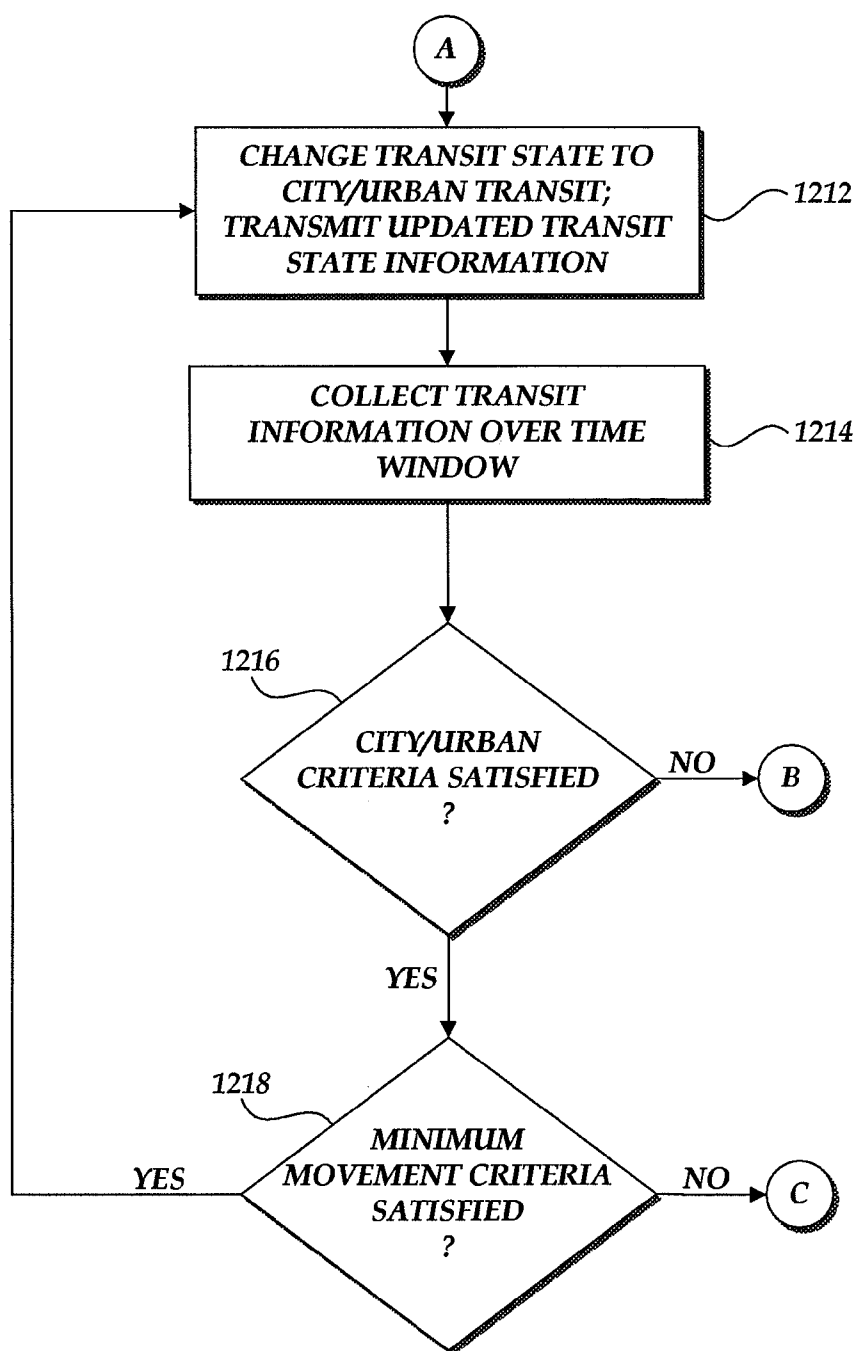 A
CHANGE TRANSIT STATE TO
CITY/URBAN TRANSIT;
TRANSMIT UPDATED TRANSIT
STATE INFORMATION
1212
COLLECT TRANSIT
INFORMATION OVER TIME
WINDOW
1214
1216
CITY/URBAN
CRITERIA SATISFIED
?
NO
B
YES
1218
MINIMUM
MOVEMENT CRITERIA
SATISFIED
?
YES
NO
C